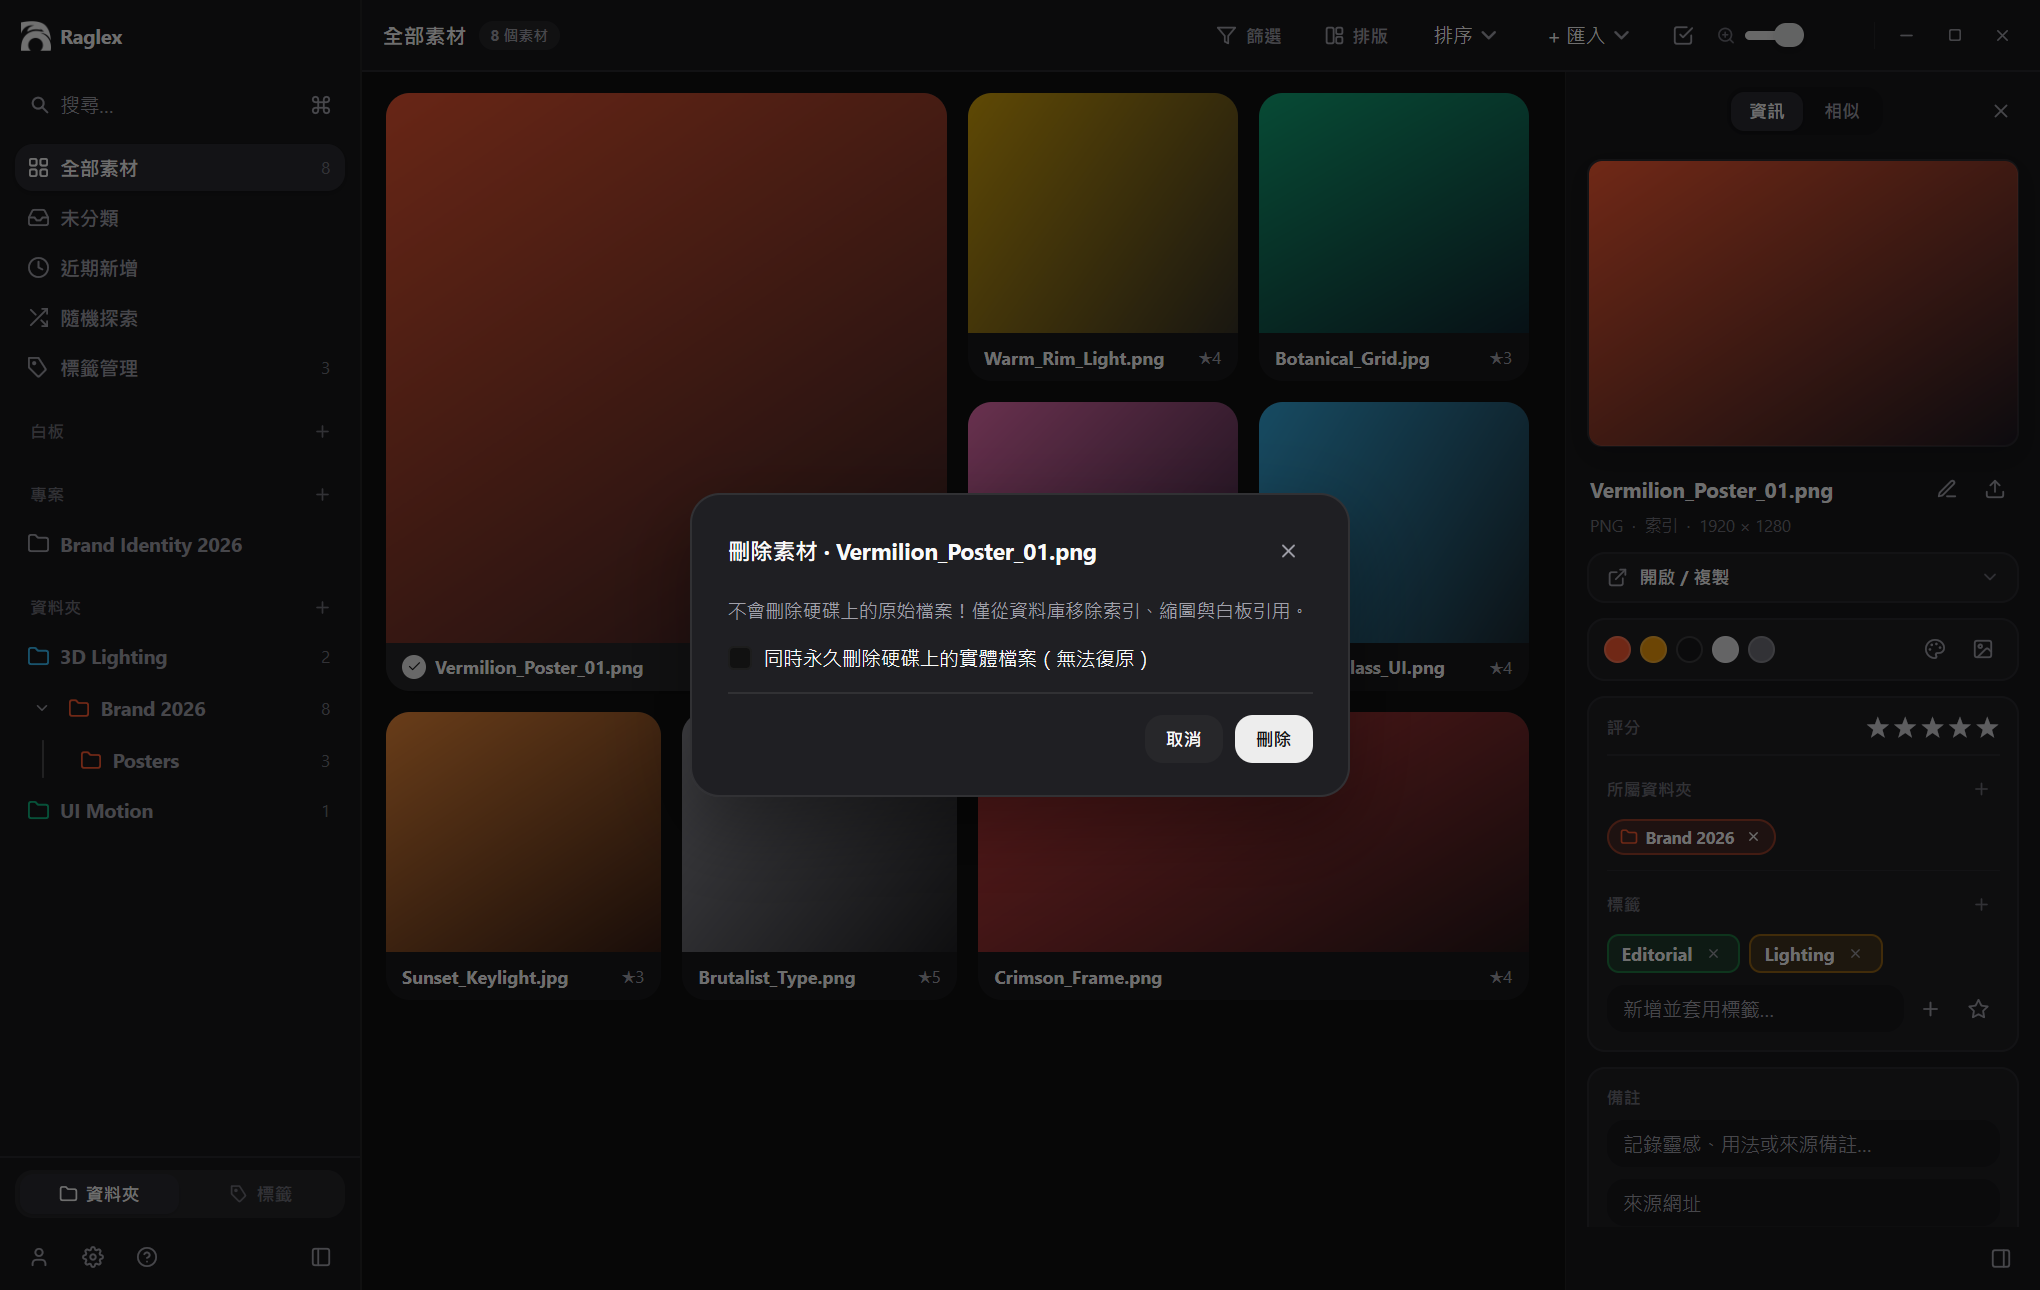 Raglex
搜尋...
全部素材 8
未分類
近期新增
隨機探索
標籤管理 3
白板
專案
Brand Identity 2026
資料夾
3D Lighting 2
Brand 2026 8
Posters 3
UI Motion 1
資料夾 標籤
全部素材 8 個素材 篩選 排版 排序 + 匯入
Warm_Rim_Light.png ★4
Botanical_Grid.jpg ★3
Vermilion_Poster_01.png
lass_UI.png ★4
Sunset_Keylight.jpg ★3
Brutalist_Type.png ★5
Crimson_Frame.png ★4
刪除素材 · Vermilion_Poster_01.png
不會刪除硬碟上的原始檔案！僅從資料庫移除索引、縮圖與白板引用。
同時永久刪除硬碟上的實體檔案（無法復原）
取消 刪除
資訊 相似
Vermilion_Poster_01.png
PNG · 索引 · 1920 × 1280
開啟 / 複製
評分 ★★★★★
所屬資料夾
Brand 2026
標籤
Editorial Lighting
新增並套用標籤...
備註
記錄靈感、用法或來源備註...
來源網址